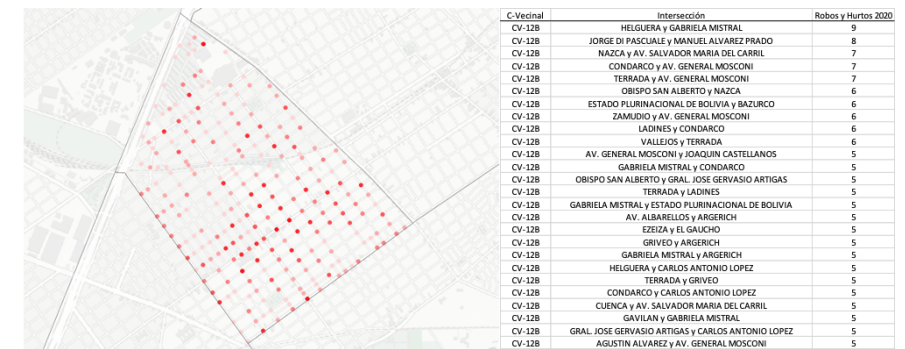 C-Vecinal Intersección Robos y Hurtos 2020
CV-12B HELGUERA y GABRIELA MISTRAL 9
CV-12B JORGE DI PASCUALE y MANUEL ALVAREZ PRADO 8
CV-12B NAZCA y AV. SALVADOR MARIA DEL CARRIL 7
CV-12B CONDARCO y AV. GENERAL MOSCONI 7
CV-12B TERRADA y AV. GENERAL MOSCONI 7
CV-12B OBISPO SAN ALBERTO y NAZCA 6
CV-12B ESTADO PLURINACIONAL DE BOLIVIA y BAZURCO 6
CV-12B ZAMUDIO y AV. GENERAL MOSCONI 6
CV-12B LADINES y CONDARCO 6
CV-12B VALLEJOS y TERRADA 6
CV-12B AV. GENERAL MOSCONI y JOAQUIN CASTELLANOS 5
CV-12B GABRIELA MISTRAL y CONDARCO 5
CV-12B OBISPO SAN ALBERTO y GRAL. JOSE GERVASIO ARTIGAS 5
CV-12B TERRADA y LADINES 5
CV-12B GABRIELA MISTRAL y ESTADO PLURINACIONAL DE BOLIVIA 5
CV-12B AV. ALBARELLOS y ARGERICH 5
CV-12B EZEIZA y EL GAUCHO 5
CV-12B GRIVEO y ARGERICH 5
CV-12B GABRIELA MISTRAL y ARGERICH 5
CV-12B HELGUERA y CARLOS ANTONIO LOPEZ 5
CV-12B TERRADA y GRIVEO 5
CV-12B CONDARCO y CARLOS ANTONIO LOPEZ 5
CV-12B CUENCA y AV. SALVADOR MARIA DEL CARRIL 5
CV-12B GAVILAN y GABRIELA MISTRAL 5
CV-12B GRAL. JOSE GERVASIO ARTIGAS y CARLOS ANTONIO LOPEZ 5
CV-12B AGUSTIN ALVAREZ y AV. GENERAL MOSCONI 5